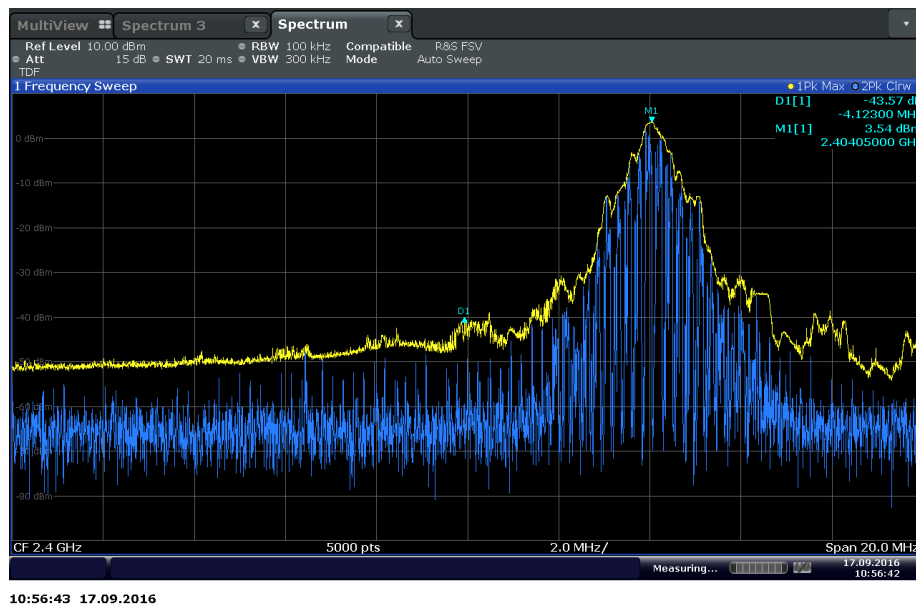 MultiView Spectrum 3 X Spectrum X
Ref Level 10.00 dBm RBW 100 kHz Compatible R&S FSV
Att 15 dB SWT 20 ms VBW 300 kHz Mode Auto Sweep
TDF
1 Frequency Sweep 1Pk Max 2Pk Clrw
D1[1] -43.57 d
-4.12300 MH
M1[1] 3.54 dBm
2.40405000 GH
M1
0 dBm
-10 dBm
-20 dBm
-30 dBm
-40 dBm
D1
-50 dBm
-60 dBm
-80 dBm
CF 2.4 GHz 5000 pts 2.0 MHz/ Span 20.0 MHz
Measuring... 17.09.2016
10:56:42
10:56:43 17.09.2016